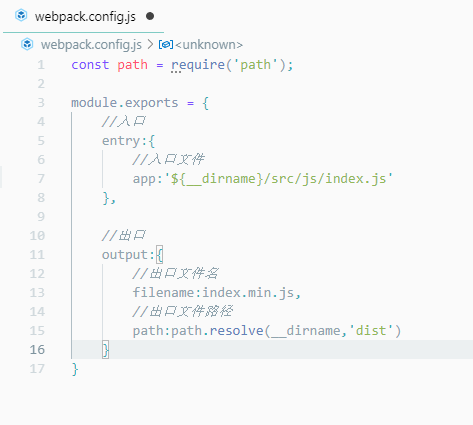 webpack.config.js
webpack.config.js > <unknown>
1 const path = require('path');
2
3 module.exports = {
4 //入口
5 entry:{
6 //入口文件
7 app:'${__dirname}/src/js/index.js'
8 },
9
10 //出口
11 output:{
12 //出口文件名
13 filename:index.min.js,
14 //出口文件路径
15 path:path.resolve(__dirname,'dist')
16 }
17 }